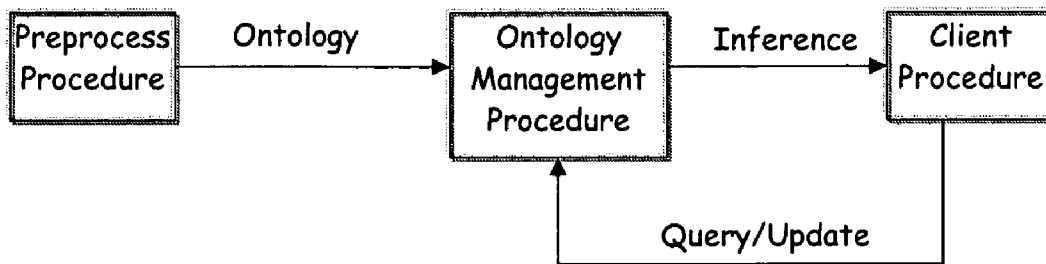 Preprocess
Procedure
Ontology
Ontology
Management
Procedure
Inference
Client
Procedure
Query/Update